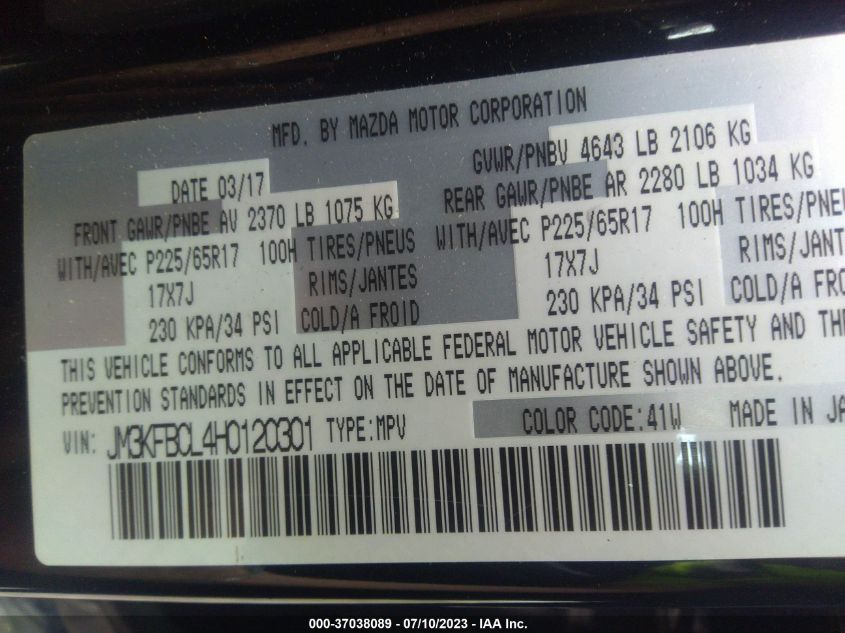 MFD. BY MAZDA MOTOR CORPORATION
DATE 03/17 GVWR/PNBV 4643 LB 2106 KG
FRONT GAWR/PNBE AV 2370 LB 1075 KG REAR GAWR/PNBE AR 2280 LB 1034 KG
WITH/AVEC P225/65R17 100H TIRES/PNEUS WITH/AVEC P225/65R17 100H TIRES/PNEU
17X7J RIMS/JANTES 17X7J RIMS/JANTES
230 KPA/34 PSI COLD/A FROID 230 KPA/34 PSI COLD/A FRO
THIS VEHICLE CONFORMS TO ALL APPLICABLE FEDERAL MOTOR VEHICLE SAFETY AND THE
PREVENTION STANDARDS IN EFFECT ON THE DATE OF MANUFACTURE SHOWN ABOVE.
VIN: JM3KFBCL4H0120301 TYPE:MPV COLOR CODE:41W MADE IN JA
000-37038089 - 07/10/2023 - IAA Inc.